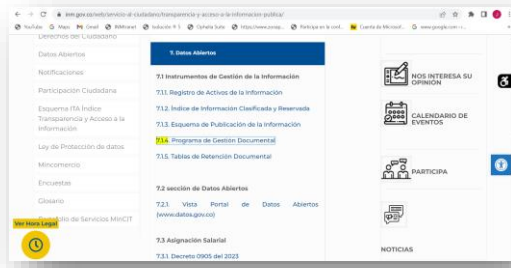 inm.gov.co/web/servicio-al-ciudadano/transparencia-y-acceso-a-la-informacion-publica/
YouTube
Maps
Gmail
Derechos del Ciudadano
Datos Abiertos
Notificaciones
Participación Ciudadana
Esquema ITA Índice
Transparencia y Acceso a la
Información
Ley de Protección de datos
Mincomercio
Encuestas
Glosario
Portafolio de Servicios MinCIT
Ver Hora Legal
7. Datos Abiertos
7.1 Instrumentos de Gestión de la Información
7.1.1. Registro de Activos de la Información
7.1.2. Índice de Información Clasificada y Reservada
7.1.3. Esquema de Publicación de la Información
7.1.4. Programa de Gestión Documental
7.1.5. Tablas de Retención Documental
7.2 sección de Datos Abiertos
7.2.1. Vista Portal de Datos Abiertos
(www.datos.gov.co)
7.3 Asignación Salarial
7.3.1. Decreto 0905 del 2023
NOS INTERESA SU
OPINIÓN
CALENDARIO DE
EVENTOS
PARTICIPA
NOTICIAS